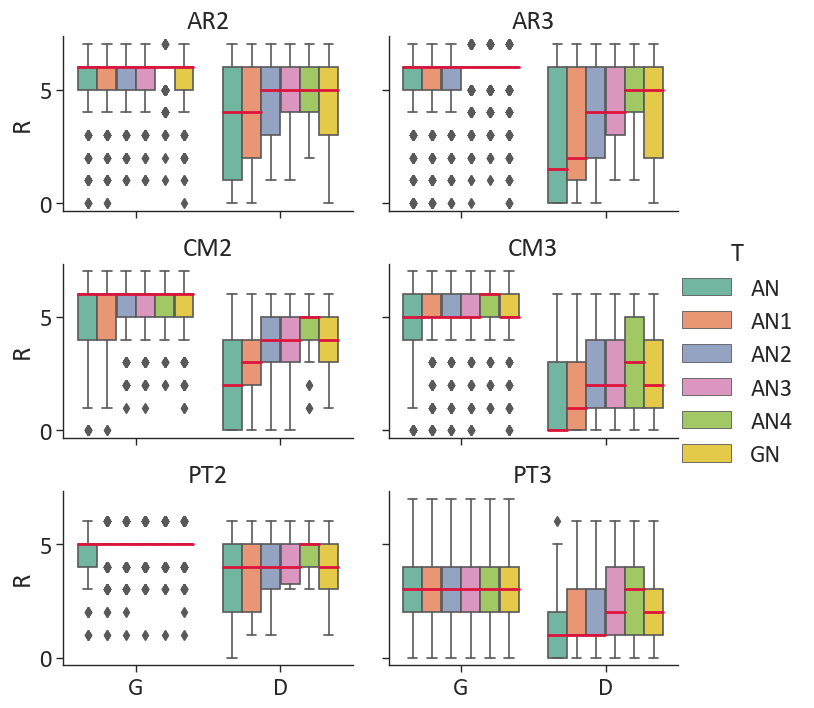 AR2 AR3
R 5
0
CM2 CM3
R 5
0
T
AN
AN1
AN2
AN3
AN4
GN
PT2 PT3
R 5
0
G D G D